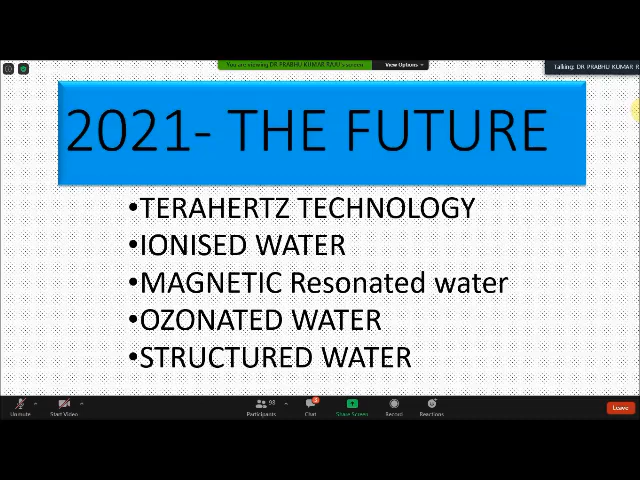 You are viewing DR PRABHU KUMAR RAJU's screen
View Options
Talking: DR PRABHU KUMAR R
2021- THE FUTURE
•TERAHERTZ TECHNOLOGY
•IONISED WATER
•MAGNETIC Resonated water
•OZONATED WATER
•STRUCTURED WATER
98
Unmute
Start Video
Participants
Chat
Share Screen
Record
Reactions
Leave